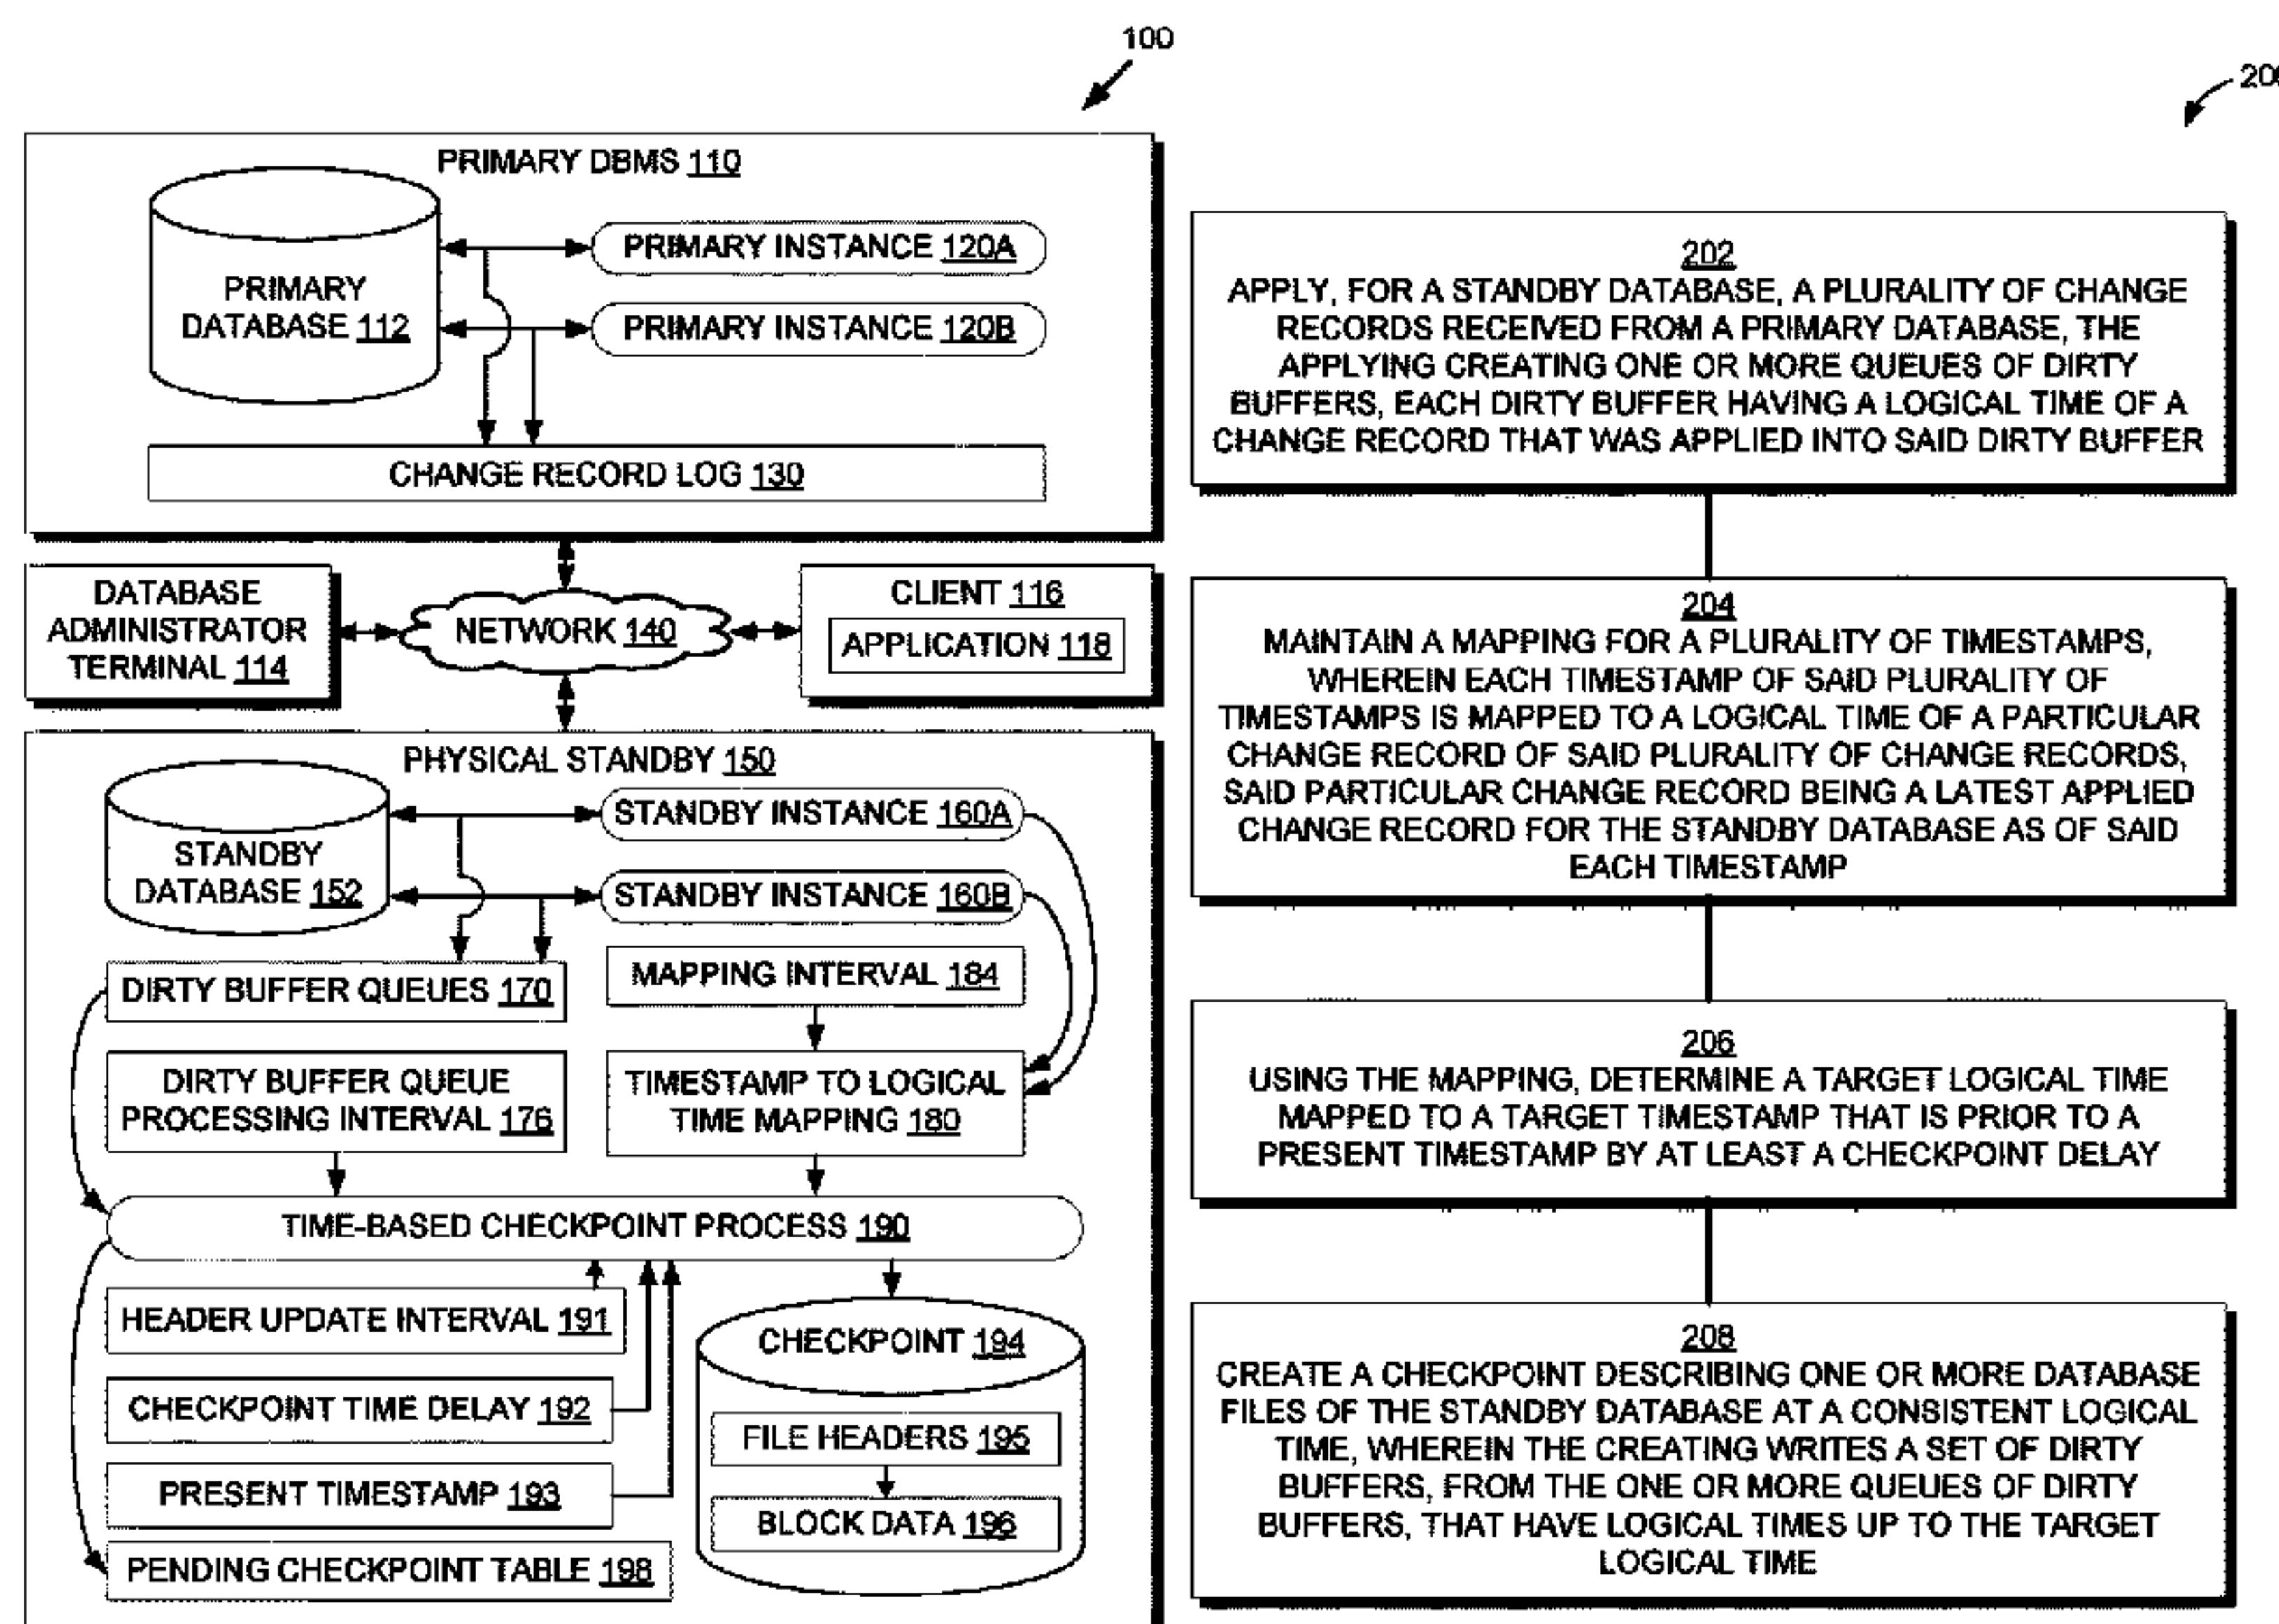 100
PRIMARY DBMS 110
PRIMARY DATABASE 112
PRIMARY INSTANCE 120A
PRIMARY INSTANCE 120B
CHANGE RECORD LOG 130
DATABASE
ADMINISTRATOR
TERMINAL 114
NETWORK 140
CLIENT 116
APPLICATION 118
PHYSICAL STANDBY 150
STANDBY
DATABASE 152
STANDBY INSTANCE 160A
STANDBY INSTANCE 160B
DIRTY BUFFER QUEUES 170
MAPPING INTERVAL 184
DIRTY BUFFER QUEUE
PROCESSING INTERVAL 176
TIMESTAMP TO LOGICAL
TIME MAPPING 180
TIME-BASED CHECKPOINT PROCESS 190
HEADER UPDATE INTERVAL 191
CHECKPOINT TIME DELAY 192
PRESENT TIMESTAMP 193
PENDING CHECKPOINT TABLE 198
CHECKPOINT 194
FILE HEADERS 195
BLOCK DATA 196
202
APPLY, FOR A STANDBY DATABASE, A PLURALITY OF CHANGE
RECORDS RECEIVED FROM A PRIMARY DATABASE, THE
APPLYING CREATING ONE OR MORE QUEUES OF DIRTY
BUFFERS, EACH DIRTY BUFFER HAVING A LOGICAL TIME OF A
CHANGE RECORD THAT WAS APPLIED INTO SAID DIRTY BUFFER
204
MAINTAIN A MAPPING FOR A PLURALITY OF TIMESTAMPS,
WHEREIN EACH TIMESTAMP OF SAID PLURALITY OF
TIMESTAMPS IS MAPPED TO A LOGICAL TIME OF A PARTICULAR
CHANGE RECORD OF SAID PLURALITY OF CHANGE RECORDS,
SAID PARTICULAR CHANGE RECORD BEING A LATEST APPLIED
CHANGE RECORD FOR THE STANDBY DATABASE AS OF SAID
EACH TIMESTAMP
206
USING THE MAPPING, DETERMINE A TARGET LOGICAL TIME
MAPPED TO A TARGET TIMESTAMP THAT IS PRIOR TO A
PRESENT TIMESTAMP BY AT LEAST A CHECKPOINT DELAY
208
CREATE A CHECKPOINT DESCRIBING ONE OR MORE DATABASE
FILES OF THE STANDBY DATABASE AT A CONSISTENT LOGICAL
TIME, WHEREIN THE CREATING WRITES A SET OF DIRTY
BUFFERS, FROM THE ONE OR MORE QUEUES OF DIRTY
BUFFERS, THAT HAVE LOGICAL TIMES UP TO THE TARGET
LOGICAL TIME